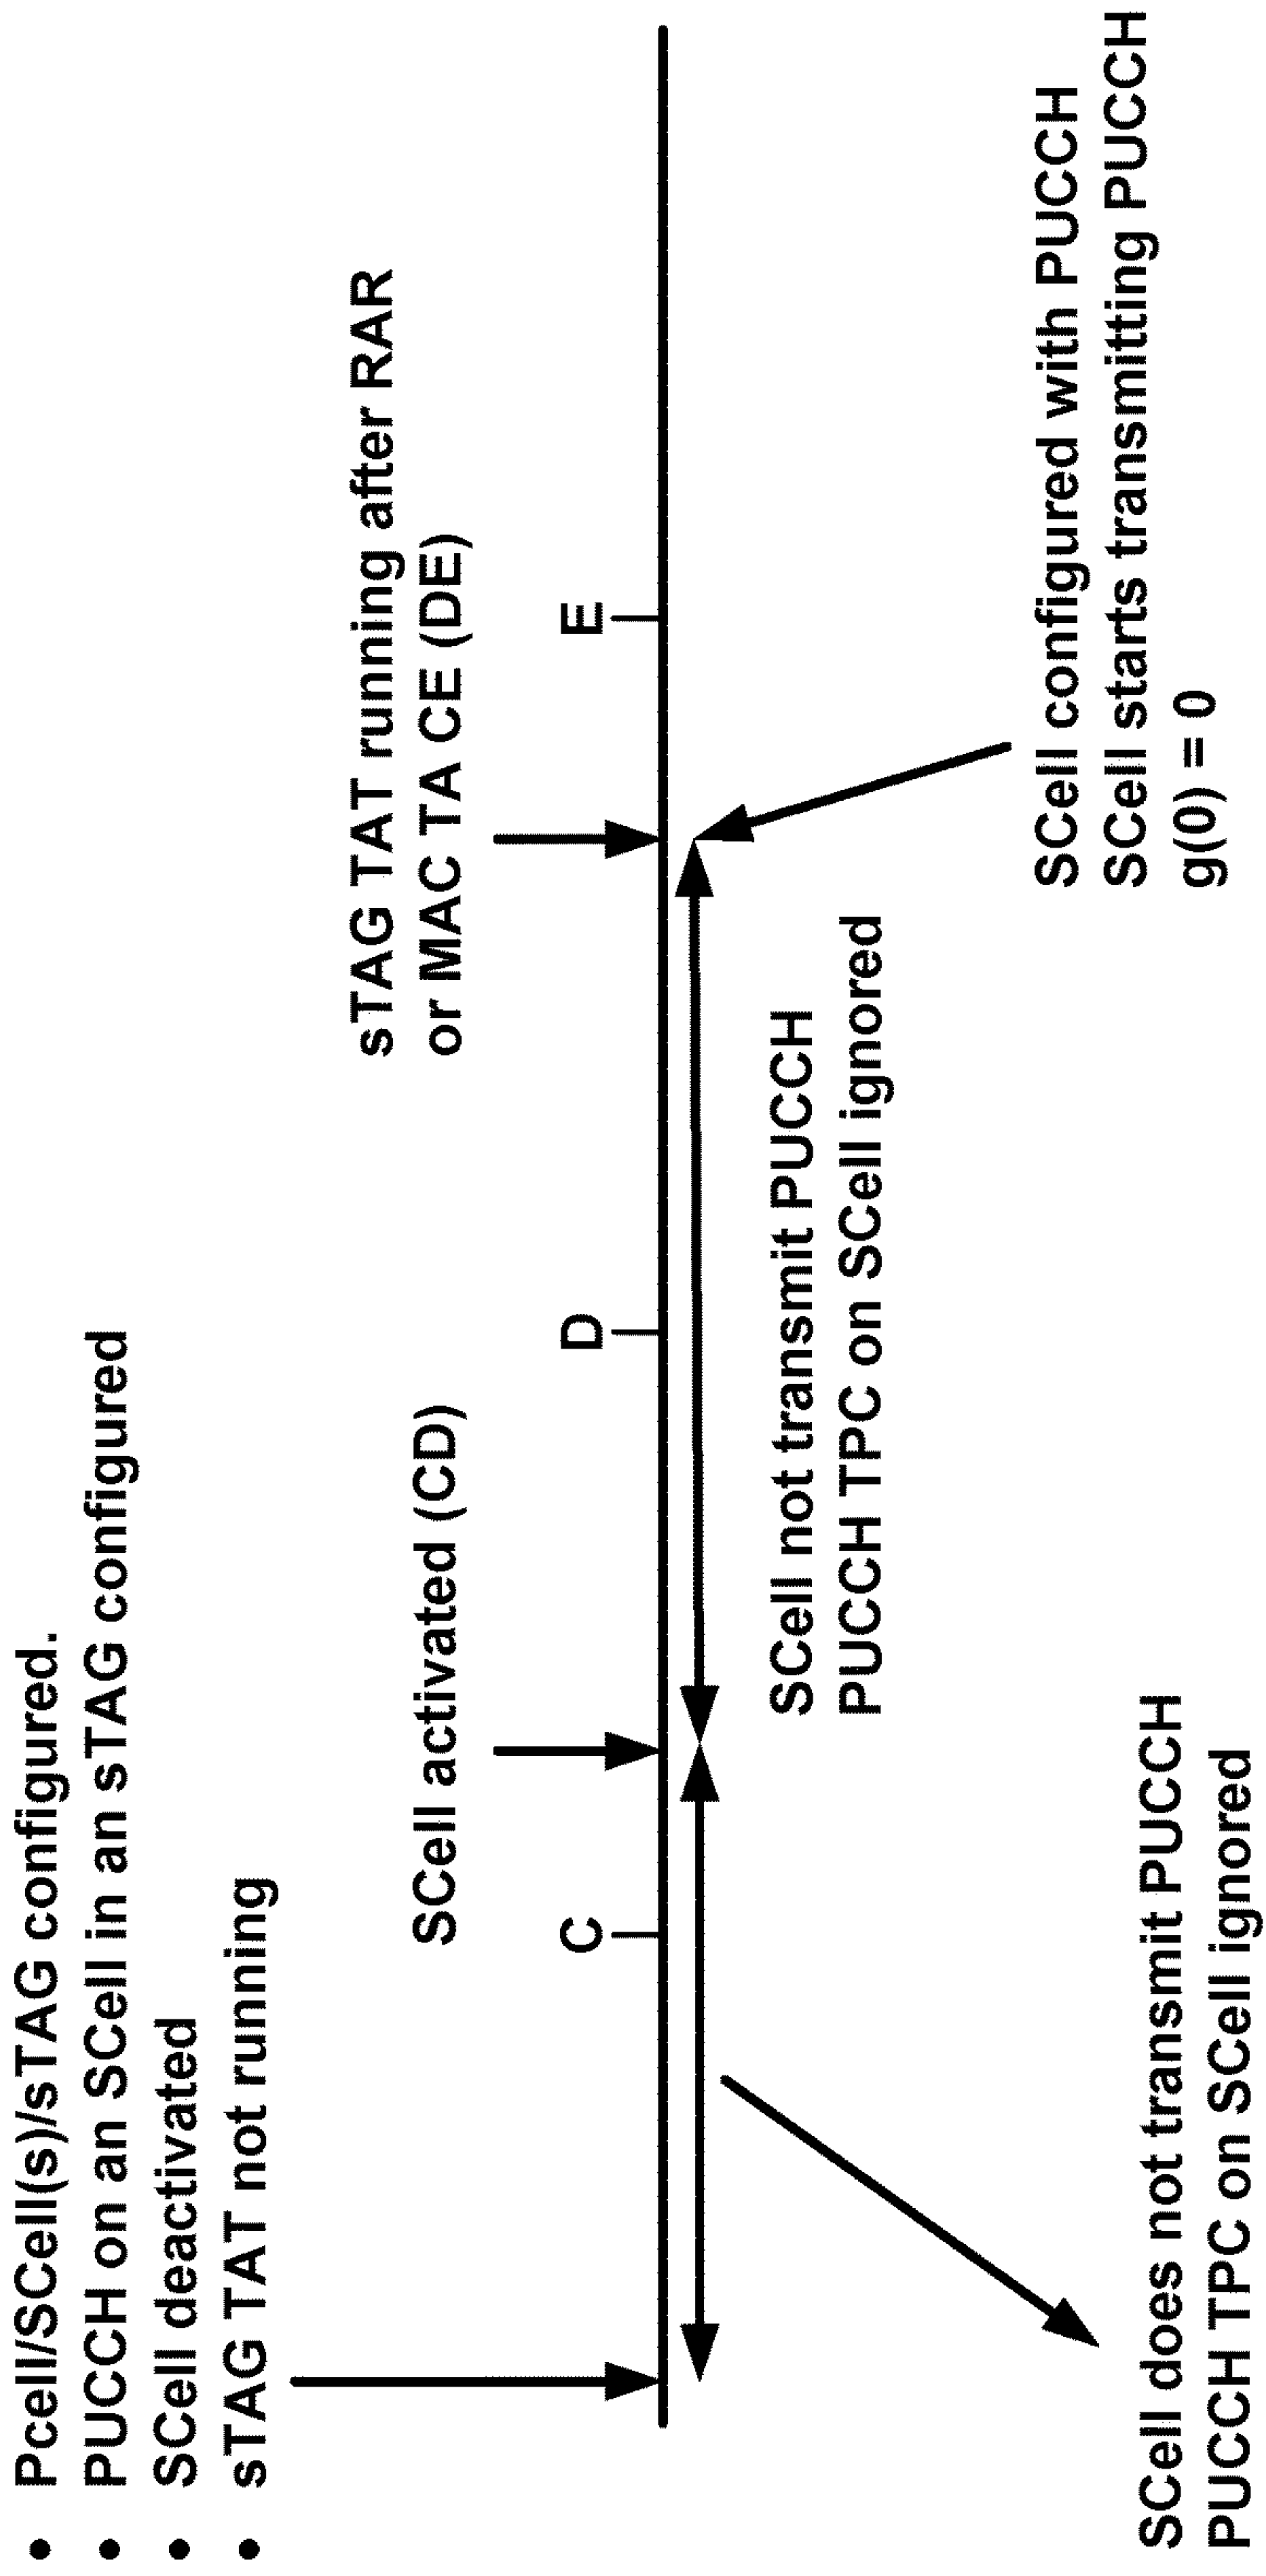 • Pcell/SCell(s)/sTAG configured.
• PUCCH on an SCell in an sTAG configured
• SCell deactivated
• sTAG TAT not running
SCell activated (CD)
sTAG TAT running after RAR
or MAC TA CE (DE)
C
D
E
SCell does not transmit PUCCH
PUCCH TPC on SCell ignored
SCell not transmit PUCCH
PUCCH TPC on SCell ignored
SCell configured with PUCCH
SCell starts transmitting PUCCH
g(0) = 0